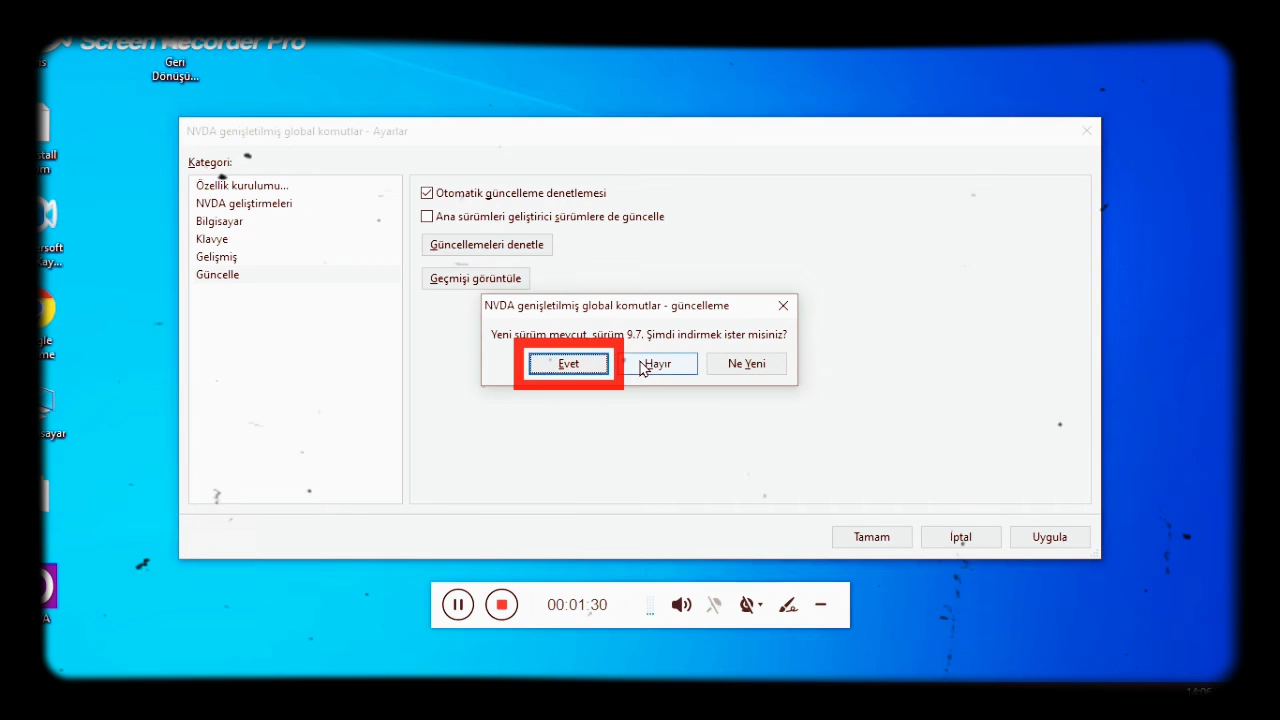 Screen Recorder Pro
Geri
Dönüşü...
NVDA genişletilmiş global komutlar - Ayarlar
Kategori:
Özellik kurulumu...
NVDA geliştirmeleri
Bilgisayar
Klavye
Gelişmiş
Güncelle
Otomatik güncelleme denetlemesi
Ana sürümleri geliştirici sürümlere de güncelle
Güncellemeleri denetle
Geçmişi görüntüle
NVDA genişletilmiş global komutlar - güncelleme
Yeni sürüm mevcut, sürüm 9.7. Şimdi indirmek ister misiniz?
Evet
Hayır
Ne Yeni
Tamam
İptal
Uygula
00:01:30
14:06